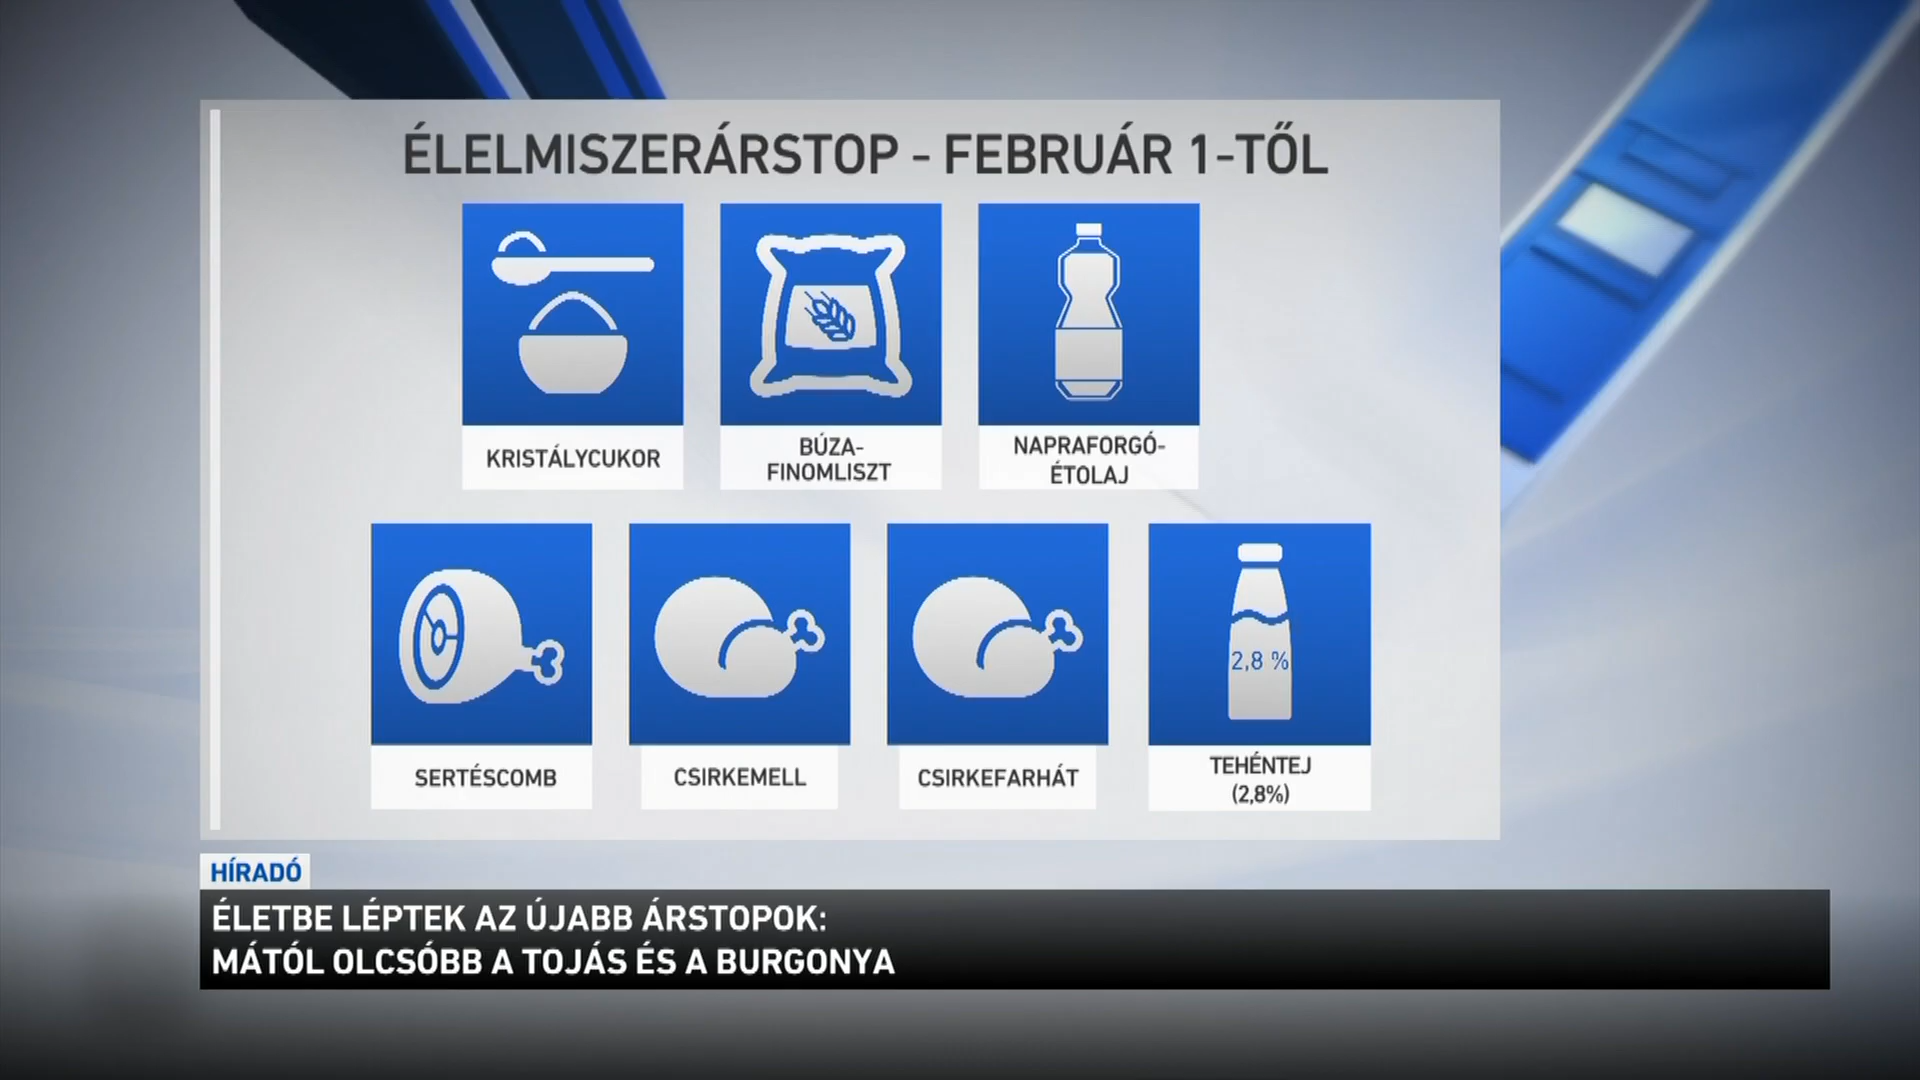 ÉLELMISZERÁRSTOP - FEBRUÁR 1-TŐL
KRISTÁLYCUKOR
BÚZA-
FINOMLISZT
NAPRAFORGÓ-
ÉTOLAJ
SERTÉSCOMB
CSIRKEMELL
CSIRKEFARHÁT
2,8 %
TEHÉNTEJ
(2,8%)
HÍRADÓ
ÉLETBE LÉPTEK AZ ÚJABB ÁRSTOPOK:
MÁTÓL OLCSÓBB A TOJÁS ÉS A BURGONYA